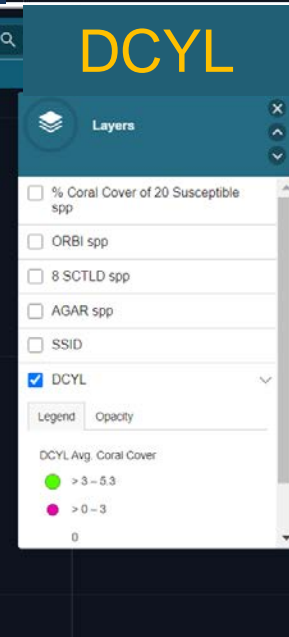 DCYL
Layers
% Coral Cover of 20 Susceptible
spp
ORBI spp
8 SCTLD spp
AGAR spp
SSID
DCYL
Legend Opacity
DCYL Avg. Coral Cover
> 3 – 5.3
> 0 – 3
0